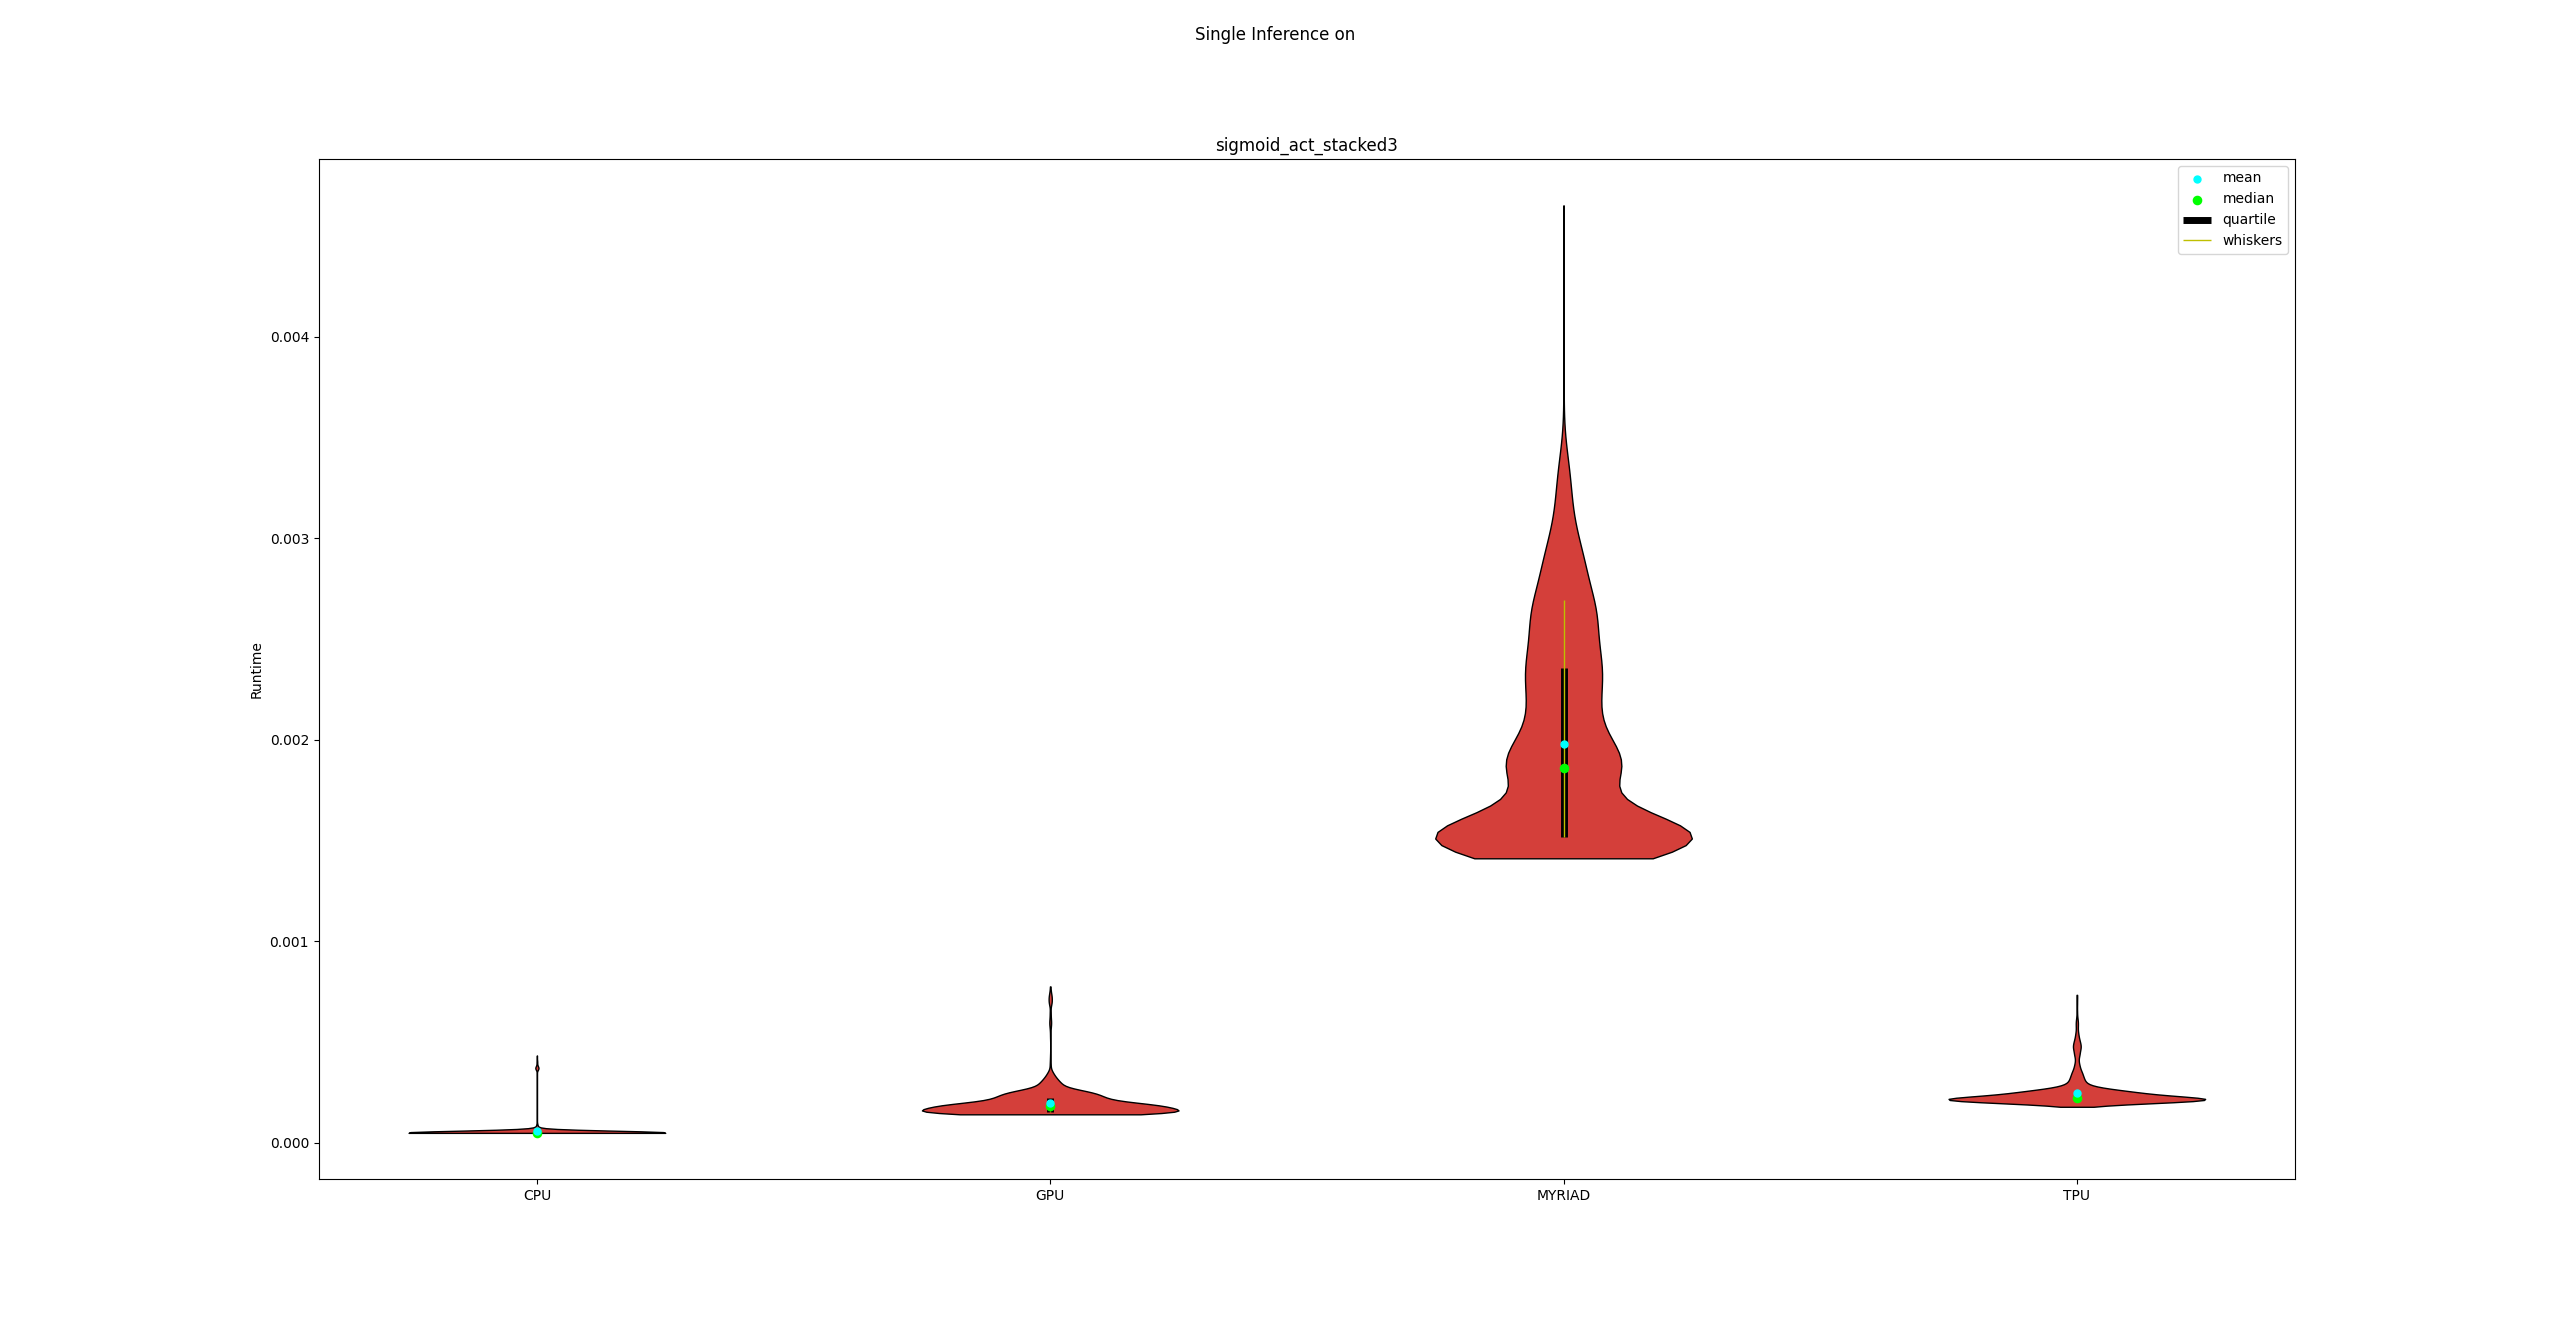 Single Inference on
sigmoid_act_stacked3
mean
median
quartile
whiskers
0.004
0.003
0.002
0.001
0.000
Runtime
CPU
GPU
MYRIAD
TPU